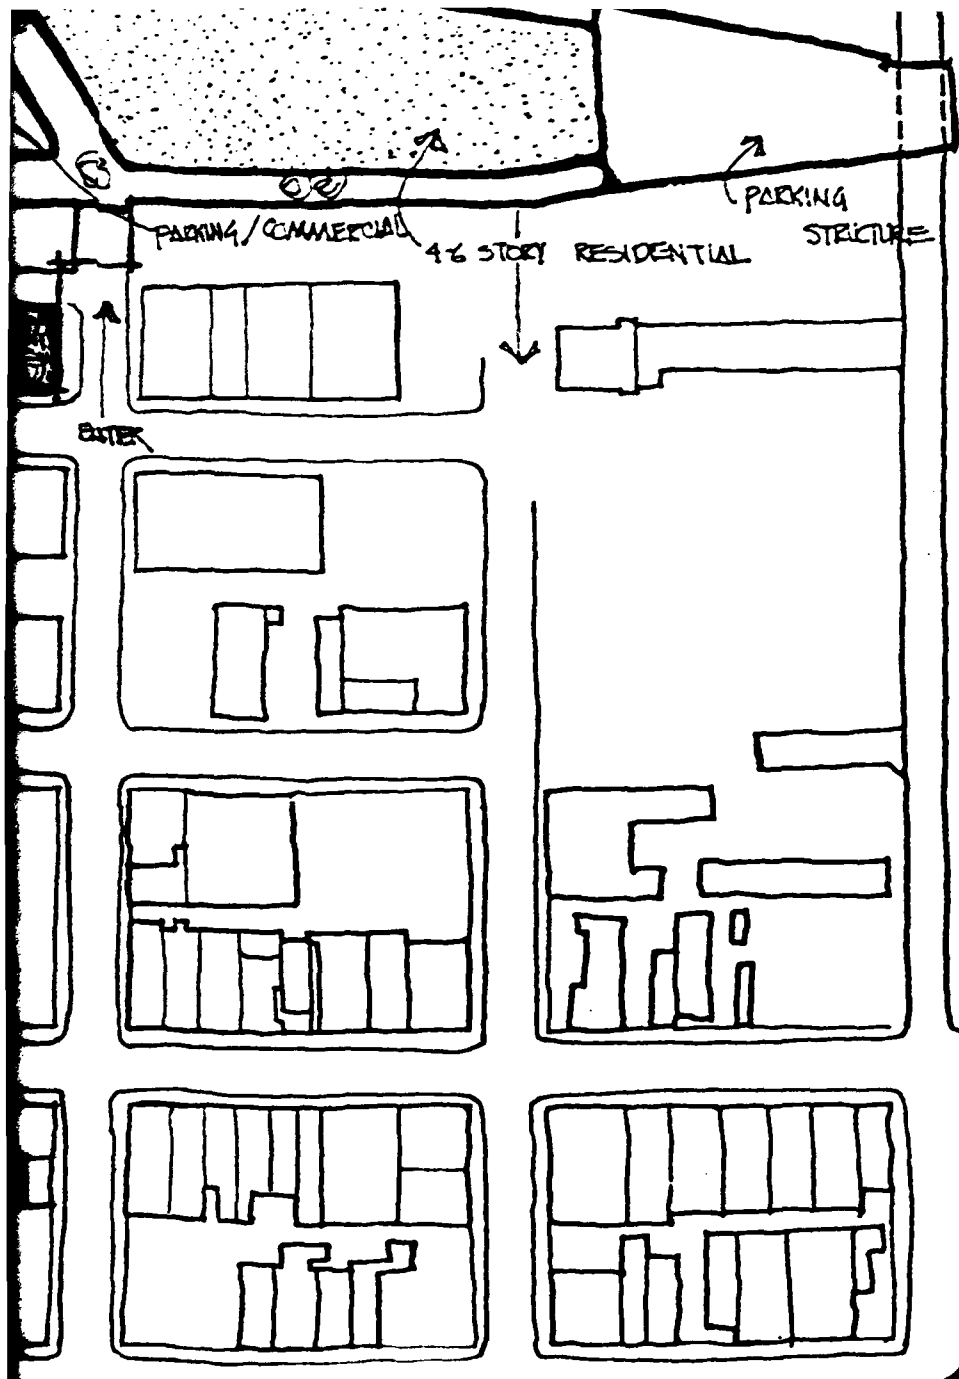 PARKING
PARKING/COMMERCIAL
STRUCTURE
4-6 STORY RESIDENTIAL
ENTER